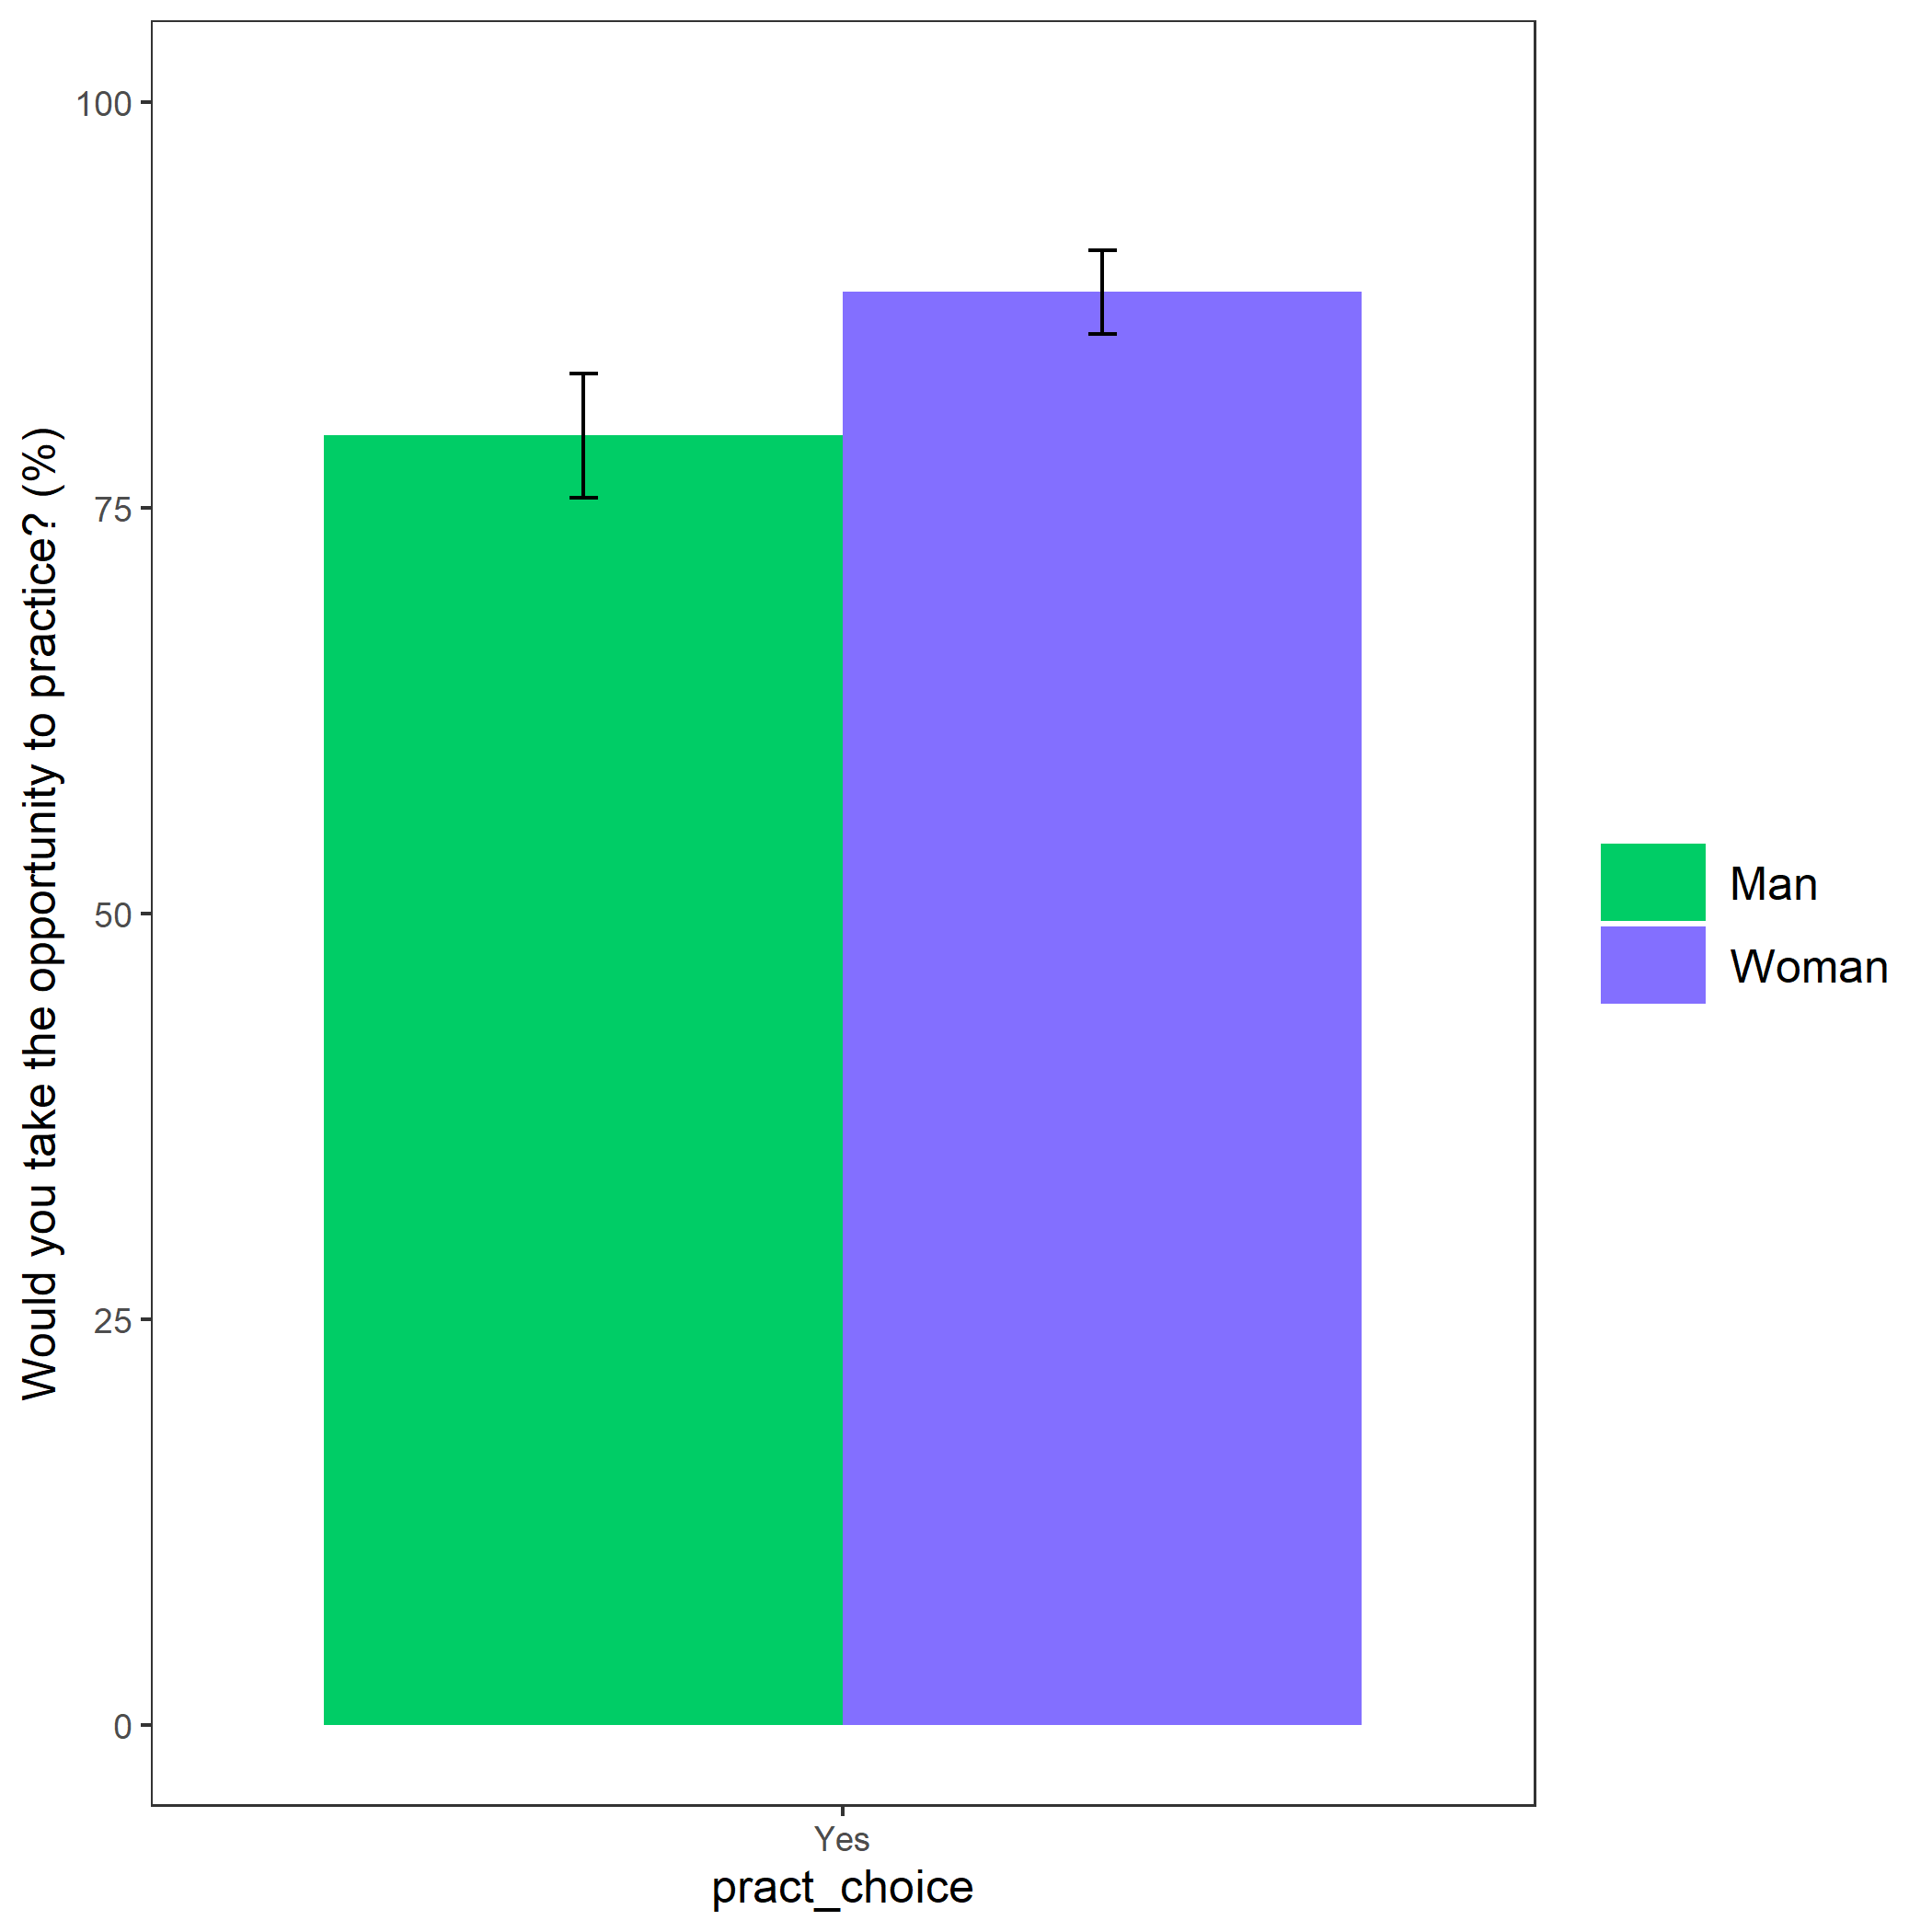 Would you take the opportunity to practice? (%)
100
75
50
25
0
Yes
pract_choice
Man
Woman